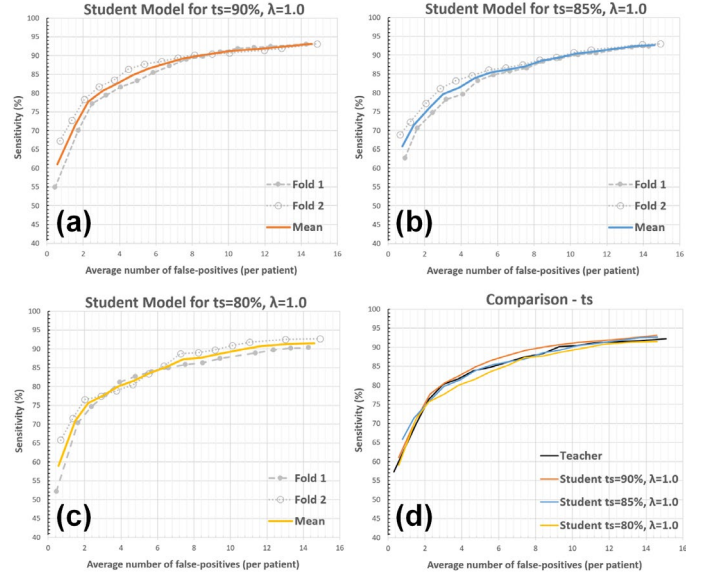 Student Model for ts=90%, λ=1.0
100
95
90
85
80
75
70
65
60
55
50
45
40
Sensitivity (%)
0 2 4 6 8 10 12 14 16
Average number of false-positives (per patient)
Fold 1
Fold 2
Mean
(a)
Student Model for ts=85%, λ=1.0
100
95
90
85
80
75
70
65
60
55
50
45
40
Sensitivity (%)
0 2 4 6 8 10 12 14 16
Average number of false-positives (per patient)
Fold 1
Fold 2
Mean
(b)
Student Model for ts=80%, λ=1.0
100
95
90
85
80
75
70
65
60
55
50
45
40
Sensitivity (%)
0 2 4 6 8 10 12 14 16
Average number of false-positives (per patient)
Fold 1
Fold 2
Mean
(c)
Comparison - ts
100
95
90
85
80
75
70
65
60
55
50
45
40
Sensitivity (%)
0 2 4 6 8 10 12 14 16
Average number of false-positives (per patient)
Teacher
Student ts=90%, λ=1.0
Student ts=85%, λ=1.0
Student ts=80%, λ=1.0
(d)